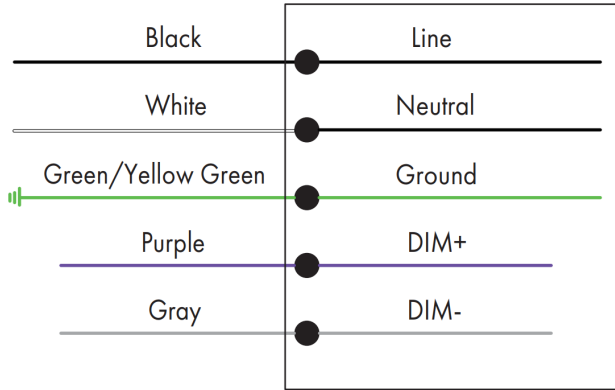 Black Line
White Neutral
Green/Yellow Green Ground
Purple DIM+
Gray DIM-